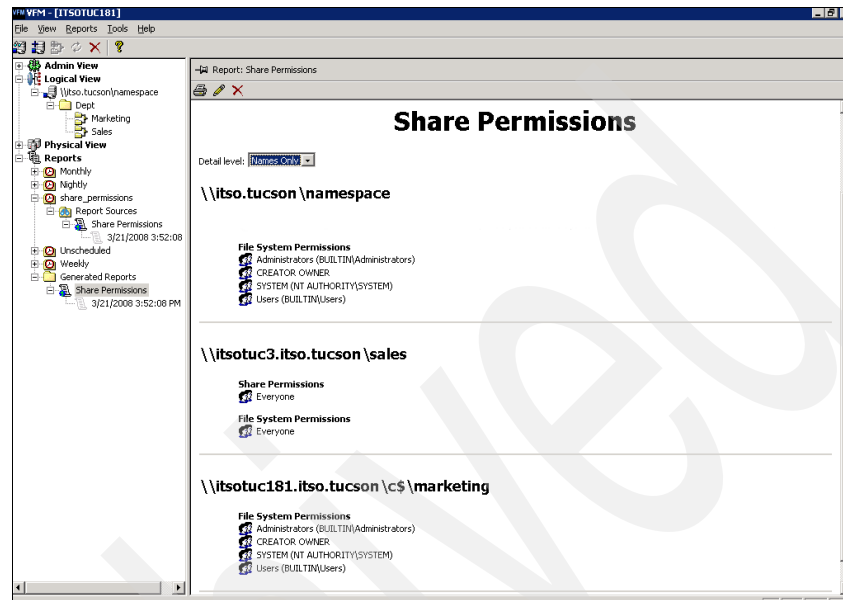 VFM VFM - [ITSOTUC181]
File View Reports Tools Help
Admin View
Logical View
\\itso.tucson\namespace
Dept
Marketing
Sales
Physical View
Reports
Monthly
Nightly
share_permissions
Report Sources
Share Permissions
3/21/2008 3:52:08
Unscheduled
Weekly
Generated Reports
Share Permissions
3/21/2008 3:52:08 PM
Report: Share Permissions
Share Permissions
Detail level: Names Only
\\itso.tucson\namespace
File System Permissions
Administrators (BUILTIN\Administrators)
CREATOR OWNER
SYSTEM (NT AUTHORITY\SYSTEM)
Users (BUILTIN\Users)
\\itsotuc3.itso.tucson\sales
Share Permissions
Everyone
File System Permissions
Everyone
\\itsotuc181.itso.tucson\c$\marketing
File System Permissions
Administrators (BUILTIN\Administrators)
CREATOR OWNER
SYSTEM (NT AUTHORITY\SYSTEM)
Users (BUILTIN\Users)